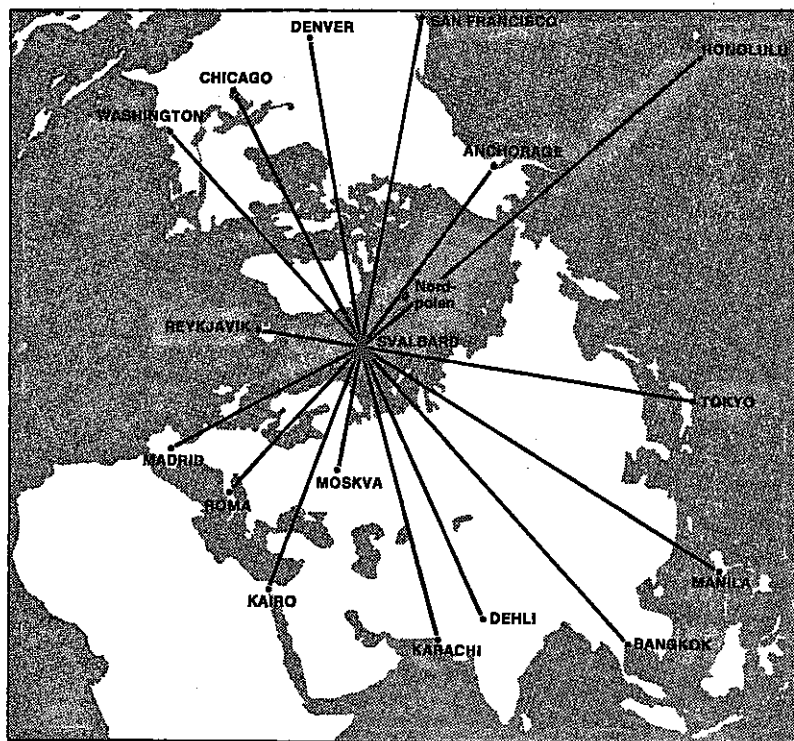 DENVER
SAN FRANCISCO
HONOLULU
CHICAGO
WASHINGTON
ANCHORAGE
Nord-
polen
REYKJAVIK
SVALBARD
TOKYO
MADRID
MOSKVA
ROMA
MANILA
KAIRO
DEHLI
KARACHI
BANGKOK